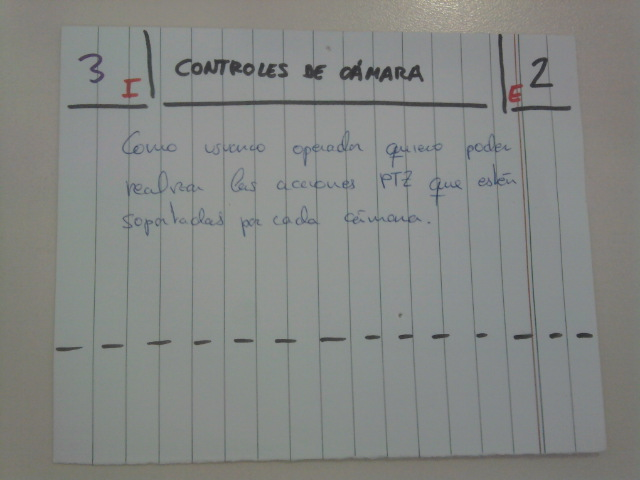 3 I CONTROLES DE CÁMARA E 2
Como usuario operador quiero poder
realizar las acciones PTZ que estén
soportadas por cada cámara.